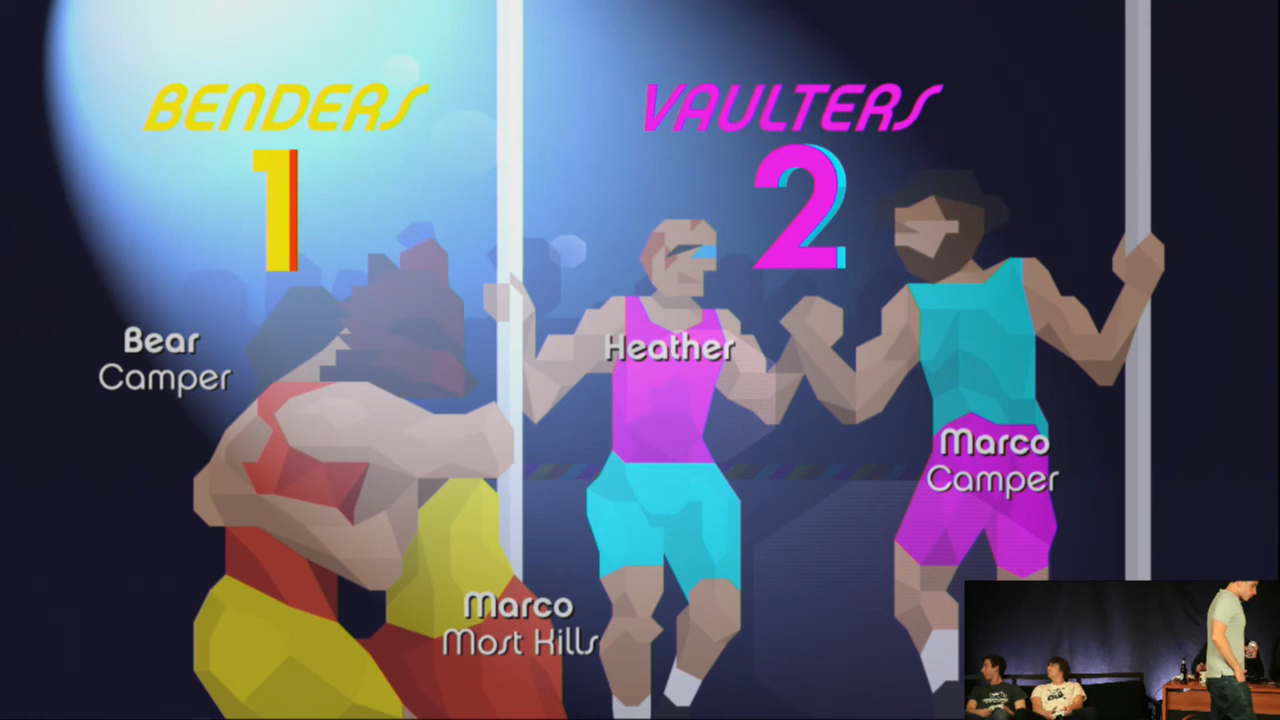 BENDERS
1
VAULTERS
2
Bear
Camper
Heather
Marco
Camper
Marco
Most Kills